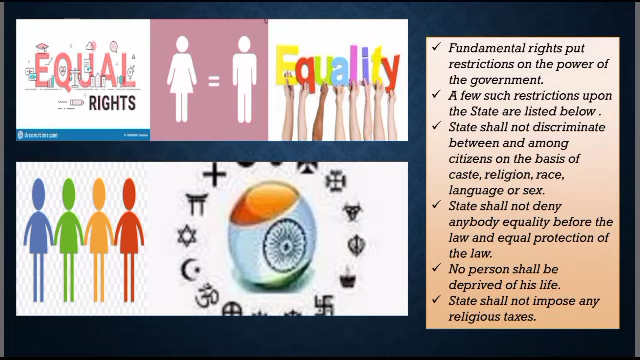 EQUAL
RIGHTS
dreamstime.com
=
Equality
✓ Fundamental rights put
restrictions on the power of
the government.
✓ A few such restrictions upon
the State are listed below .
✓ State shall not discriminate
between and among
citizens on the basis of
caste, religion, race,
language or sex.
✓ State shall not deny
anybody equality before the
law and equal protection of
the law.
✓ No person shall be
deprived of his life.
✓ State shall not impose any
religious taxes.